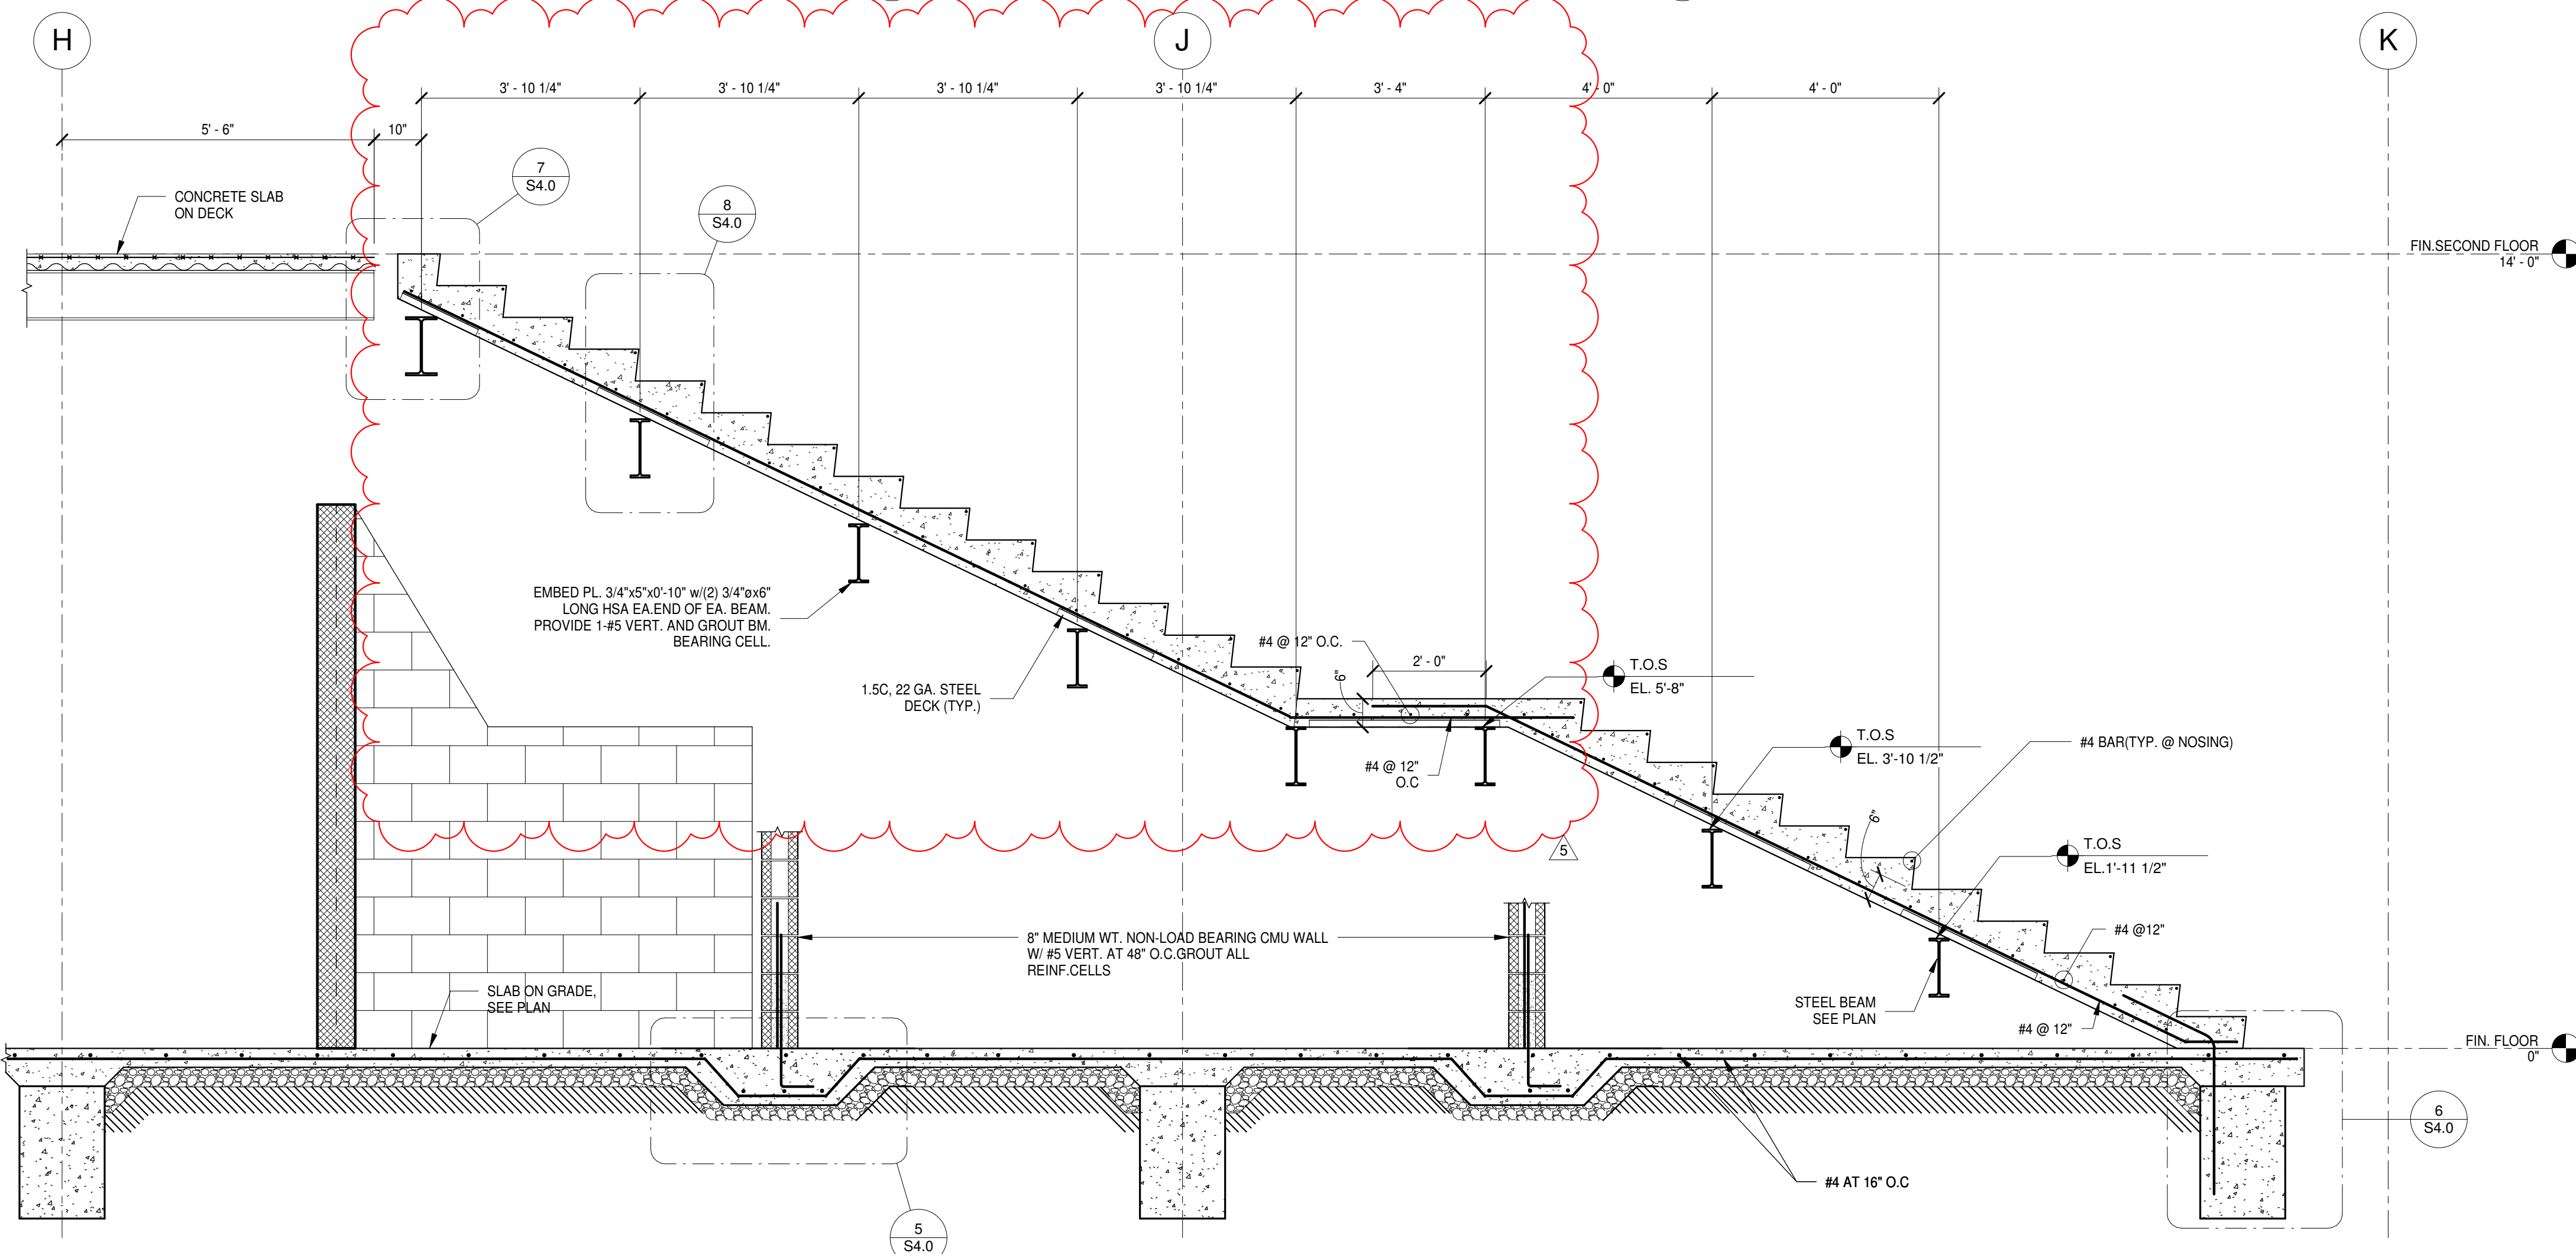 H
J
K
3' - 10 1/4"
3' - 10 1/4"
3' - 10 1/4"
3' - 10 1/4"
3' - 4"
4' - 0"
4' - 0"
5' - 6"
10"
7
S4.0
8
S4.0
CONCRETE SLAB
ON DECK
FIN.SECOND FLOOR
14' - 0"
EMBED PL. 3/4"x5"x0'-10" w/(2) 3/4"øx6"
LONG HSA EA.END OF EA. BEAM.
PROVIDE 1-#5 VERT. AND GROUT BM.
BEARING CELL.
1.5C, 22 GA. STEEL
DECK (TYP.)
#4 @ 12" O.C.
2' - 0"
6"
T.O.S
EL. 5'-8"
#4 @ 12"
O.C
T.O.S
EL. 3'-10 1/2"
#4 BAR(TYP. @ NOSING)
6"
5
T.O.S
EL.1'-11 1/2"
#4 @12"
8" MEDIUM WT. NON-LOAD BEARING CMU WALL
W/ #5 VERT. AT 48" O.C.GROUT ALL
REINF.CELLS
SLAB ON GRADE,
SEE PLAN
STEEL BEAM
SEE PLAN
#4 @ 12"
FIN. FLOOR
0"
6
S4.0
#4 AT 16" O.C
5
S4.0